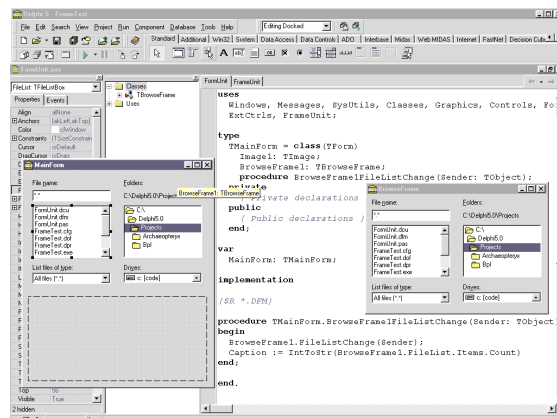 Delphi 5 - FrameTest
File Edit Search View Project Run Component Database Tools Help
Editing Docked
Standard Additional Win32 System Data Access Data Controls ADO Interbase Midas Web MIDAS Internet FastNet Decision Cube
FormUnit.pas
FileList: TFileList
Properties Events
Align alNone
Anchors [akLeft,akTop]
Color clWindow
Constraints (TSizeConstrain
Cursor crDefault
DragCursor crDrag
Top 56
Visible True
2 hidden
Classes
TBrowseFrame
Uses
FormUnit FrameUnit
uses
Windows, Messages, SysUtils, Classes, Graphics, Controls, Fo
ExtCtrls, FrameUnit;
type
TMainForm = class(TForm)
Image1: TImage;
BrowseFrame1: TBrowseFrame;
procedure BrowseFrame1FileListChange(Sender: TObject);
private
{ Private declarations
public
{ Public declarations }
end;
var
MainForm: TMainForm;
implementation
{$R *.DFM}
procedure TMainForm.BrowseFrame1FileListChange(Sender: TObject
begin
BrowseFrame1.FileListChange(Sender);
Caption := IntToStr(BrowseFrame1.FileList.Items.Count)
end;
end.
MainForm
File name:
*.*
FormUnit.dcu
FormUnit.dfm
FormUnit.pas
FrameTest.cfg
FrameTest.dof
FrameTest.dpr
FrameTest.exe
List files of type:
All files (*.*)
Folders:
C:\Delphi5.0\Project
BrowseFrame1: TBrowseFrame
C:\
Delphi5.0
Projects
Archaeopteryx
Bpl
Drives:
c: [code]
BrowseFrame
File name:
*.*
FormUnit.dcu
FormUnit.dfm
FormUnit.pas
FrameTest.cfg
FrameTest.dof
FrameTest.dpr
FrameTest.exe
List files of type:
All files (*.*)
Folders:
C:\Delphi5.0\Projects
C:\
Delphi5.0
Projects
Archaeopteryx
Bpl
Drives:
c: [code]